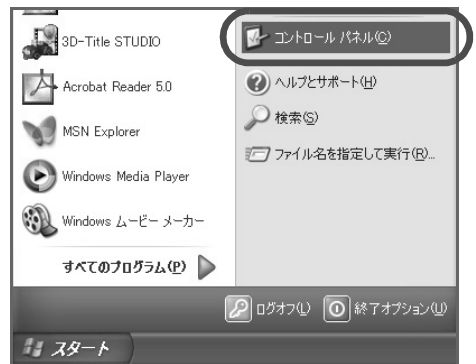 3D-Title STUDIO
Acrobat Reader 5.0
MSN Explorer
Windows Media Player
Windows ムービー メーカー
すべてのプログラム(P)
コントロール パネル(C)
ヘルプとサポート(H)
検索(S)
ファイル名を指定して実行(R)...
ログオフ(L)
終了オプション(U)
スタート